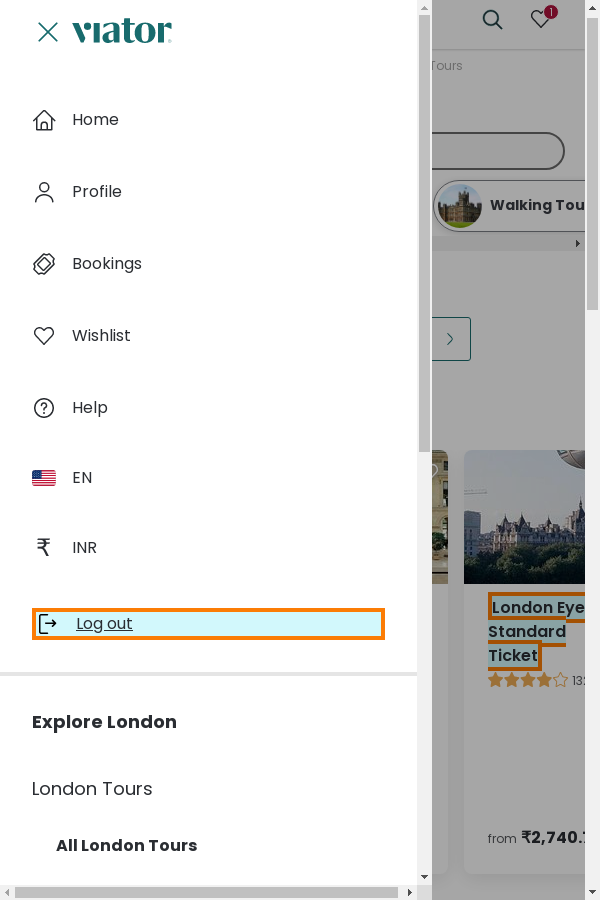 viator
1
Tours
Home
Profile
Walking Tou
Bookings
Wishlist
Help
EN
₹ INR
Log out
London Eye
Standard
Ticket
Explore London
London Tours
from ₹2,740.
All London Tours